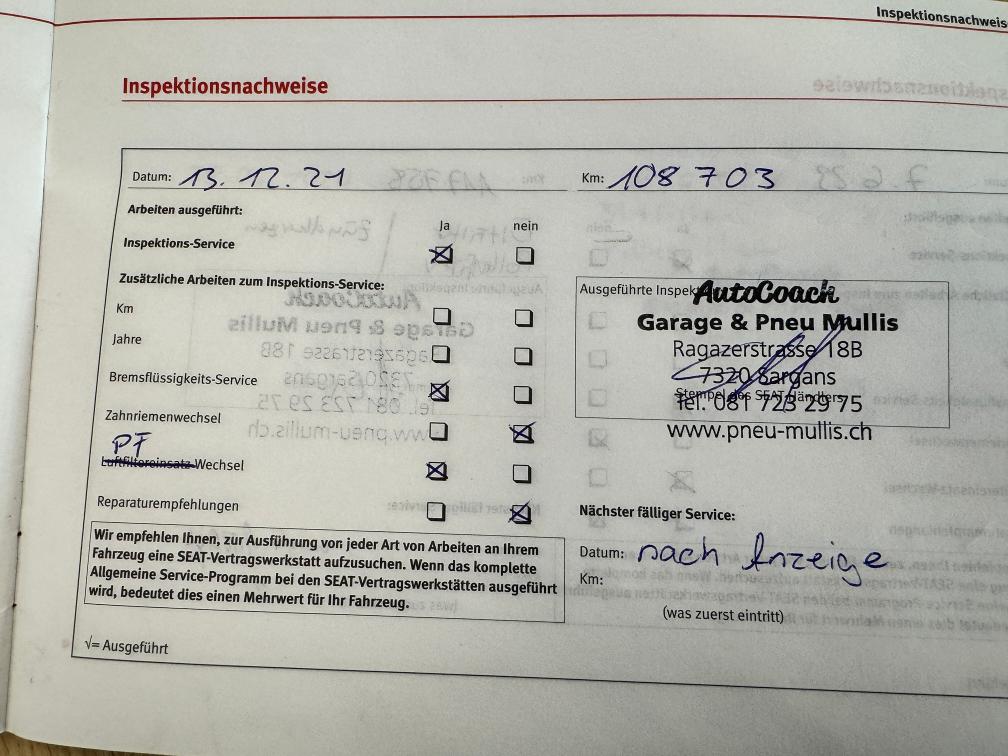 Inspektionsnachweis
Inspektionsnachweise
Datum: 13. 12. 21 Km: 108 703
Arbeiten ausgeführt:
Ja nein
Inspektions-Service
Zusätzliche Arbeiten zum Inspektions-Service:
Km
Jahre
Bremsflüssigkeits-Service
Zahnriemenwechsel
PF
Luftfiltereinsatz-Wechsel
Reparaturempfehlungen
Wir empfehlen Ihnen, zur Ausführung von jeder Art von Arbeiten an Ihrem
Fahrzeug eine SEAT-Vertragswerkstatt aufzusuchen. Wenn das komplette
Allgemeine Service-Programm bei den SEAT-Vertragswerkstätten ausgeführt
wird, bedeutet dies einen Mehrwert für Ihr Fahrzeug.
√= Ausgeführt
Ausgeführte Inspek
AutoCoach
Garage & Pneu Mullis
Ragazerstrasse 18B
7320 Sargans
Stempel des SEAT Händlers
Tel. 081 723 29 75
www.pneu-mullis.ch
Nächster fälliger Service:
Datum: nach Anzeige
Km:
(was zuerst eintritt)